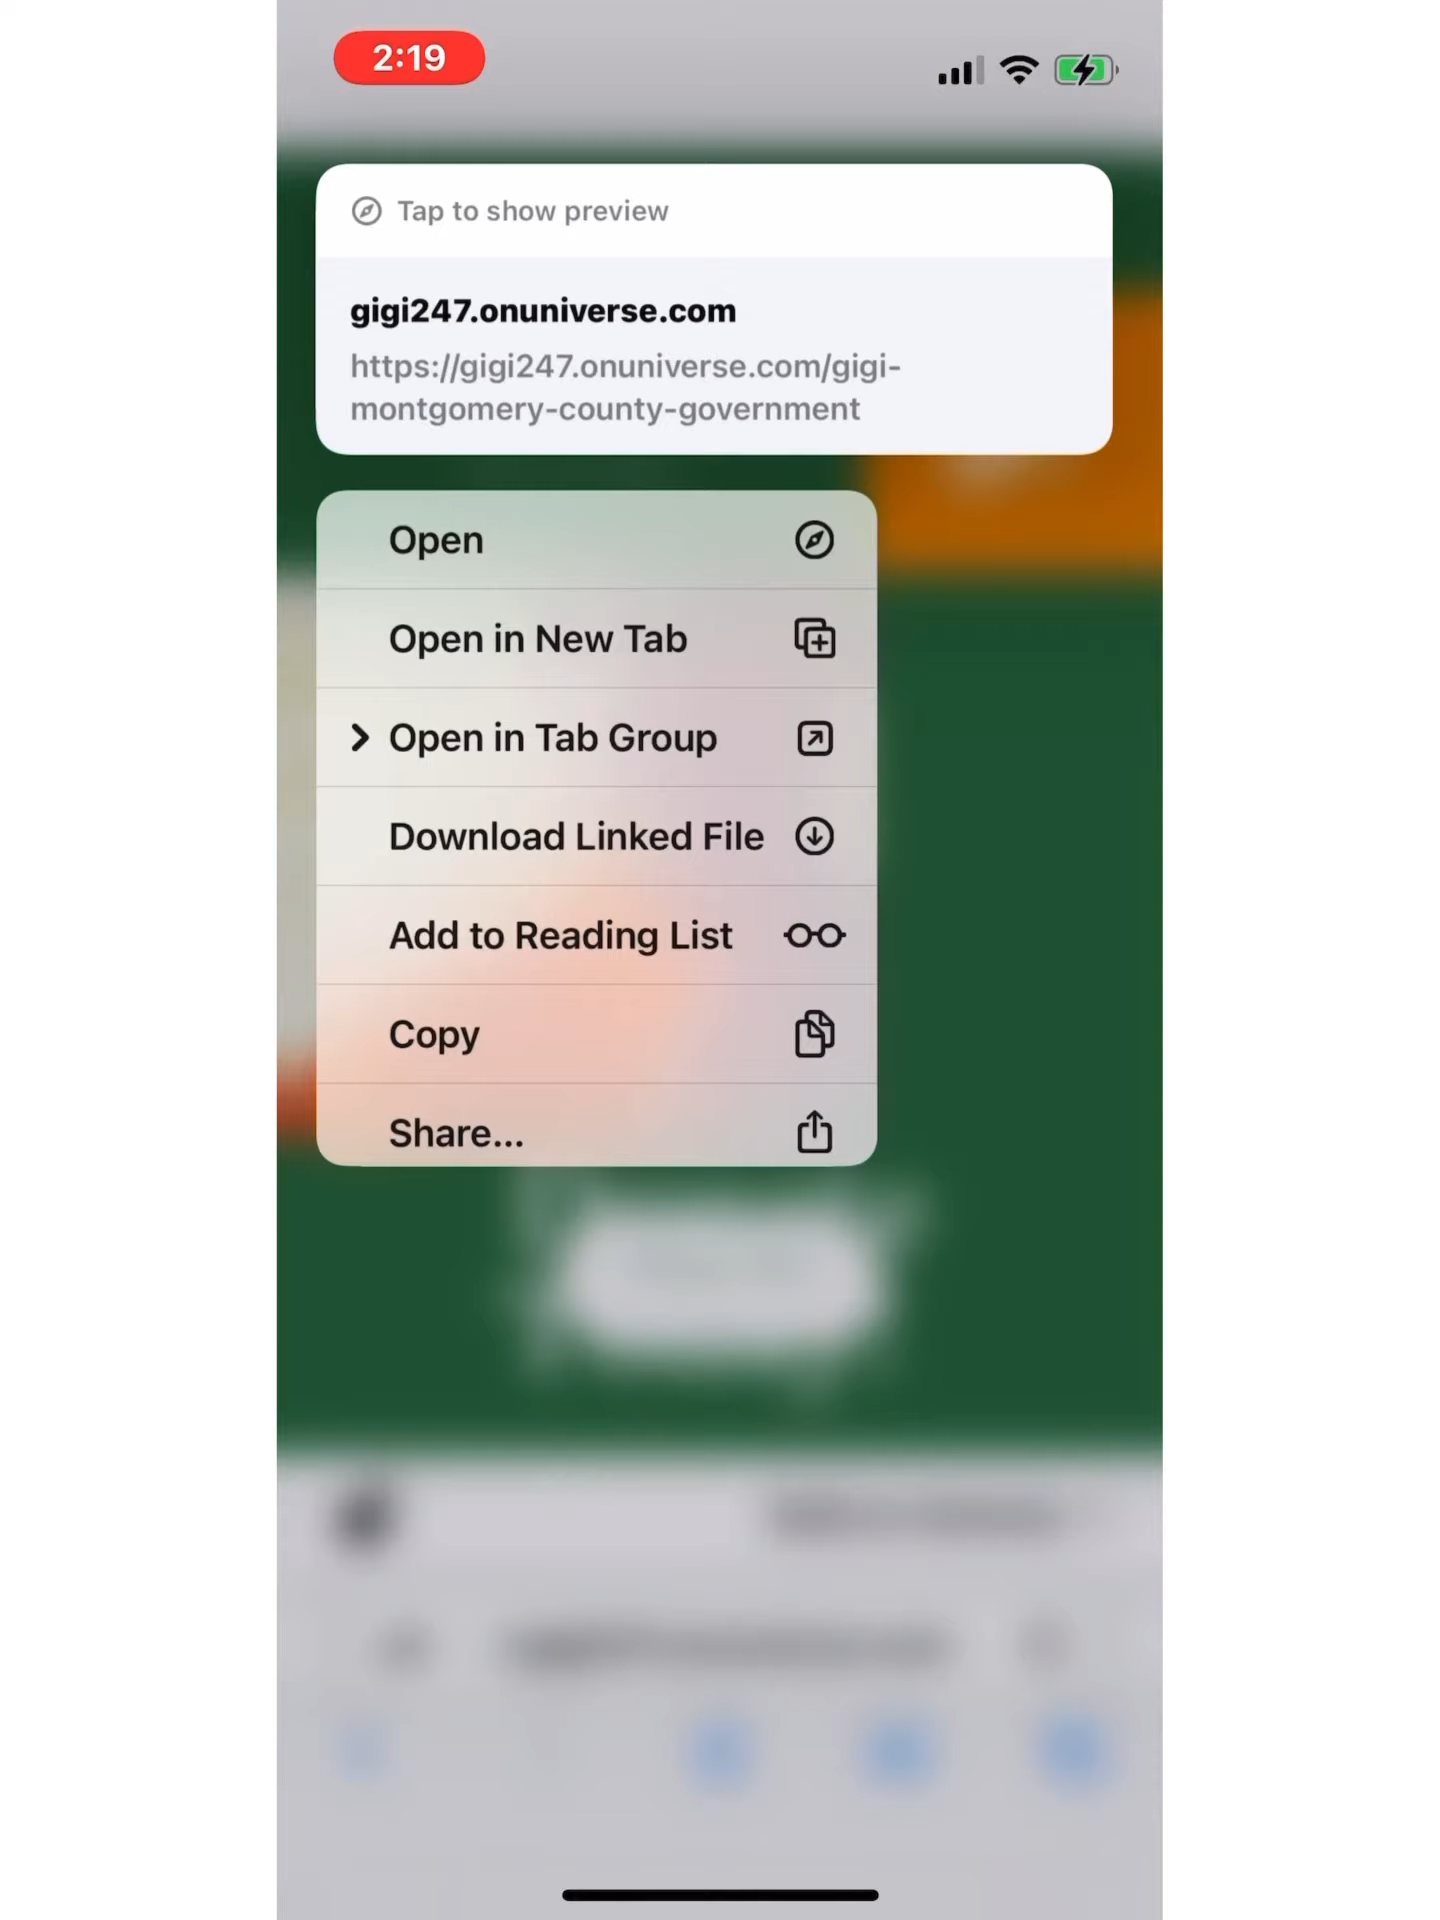 2:19
Tap to show preview
gigi247.onuniverse.com
https://gigi247.onuniverse.com/gigi-
montgomery-county-government
Open
Open in New Tab
Open in Tab Group
Download Linked File
Add to Reading List
Copy
Share...